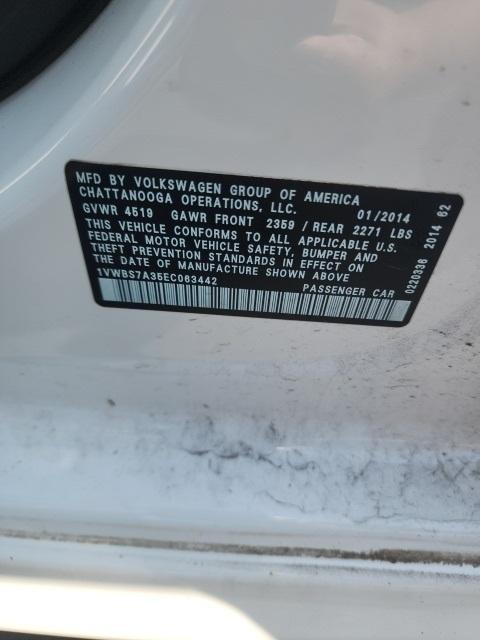 MFD BY VOLKSWAGEN GROUP OF AMERICA
CHATTANOOGA OPERATIONS, LLC. 01/2014
GVWR 4519 GAWR FRONT 2359 / REAR 2271 LBS
THIS VEHICLE CONFORMS TO ALL APPLICABLE U.S.
FEDERAL MOTOR VEHICLE SAFETY, BUMPER AND
THEFT PREVENTION STANDARDS IN EFFECT ON
THE DATE OF MANUFACTURE SHOWN ABOVE
1VWBS7A35EC063442 PASSENGER CAR
0220336 2014 62